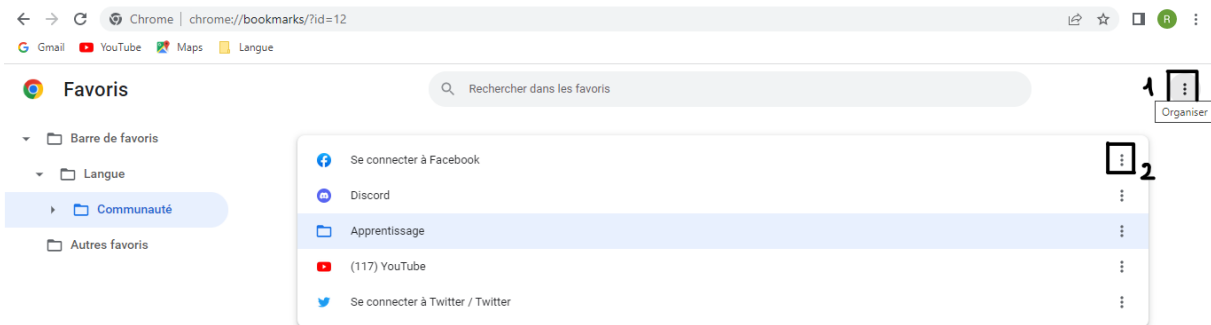 Chrome | chrome://bookmarks/?id=12
R
G Gmail YouTube Maps Langue
Favoris
Rechercher dans les favoris
1
Organiser
Barre de favoris
Langue
Communauté
Autres favoris
Se connecter à Facebook
2
Discord
Apprentissage
(117) YouTube
Se connecter à Twitter / Twitter